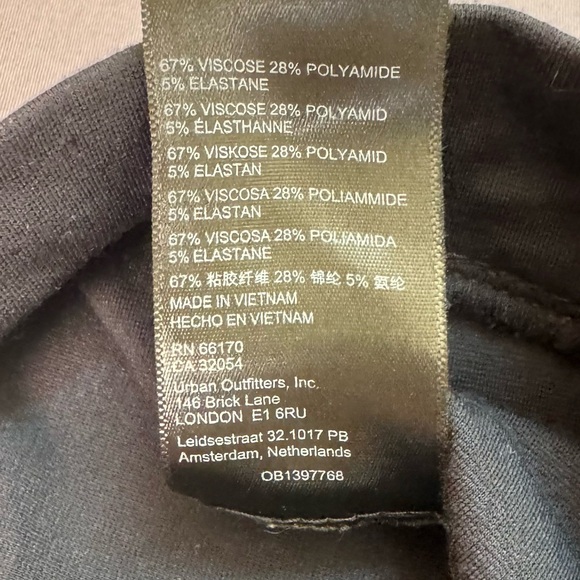 67% VISCOSE 28% POLYAMIDE
5% ELASTANE
67% VISCOSE 28% POLYAMID
5% ÉLASTHANNE
67% VISKOSE 28% POLYAMID
5% ELASTAN
67% VISCOSA 28% POLIAMMIDE
5% ELASTAN
67% VISCOSA 28% POLIAMIDA
5% ELASTAN
67% 粘胶纤维 28% 锦纶 5% 氨纶
MADE IN VIETNAM
HECHO EN VIETNAM
RN 66170
CA 32054
Urban Outfitters, Inc.
146 Brick Lane
LONDON E1 6RU
Leidsestraat 32.1017 PB
Amsterdam, Netherlands
OB1397768